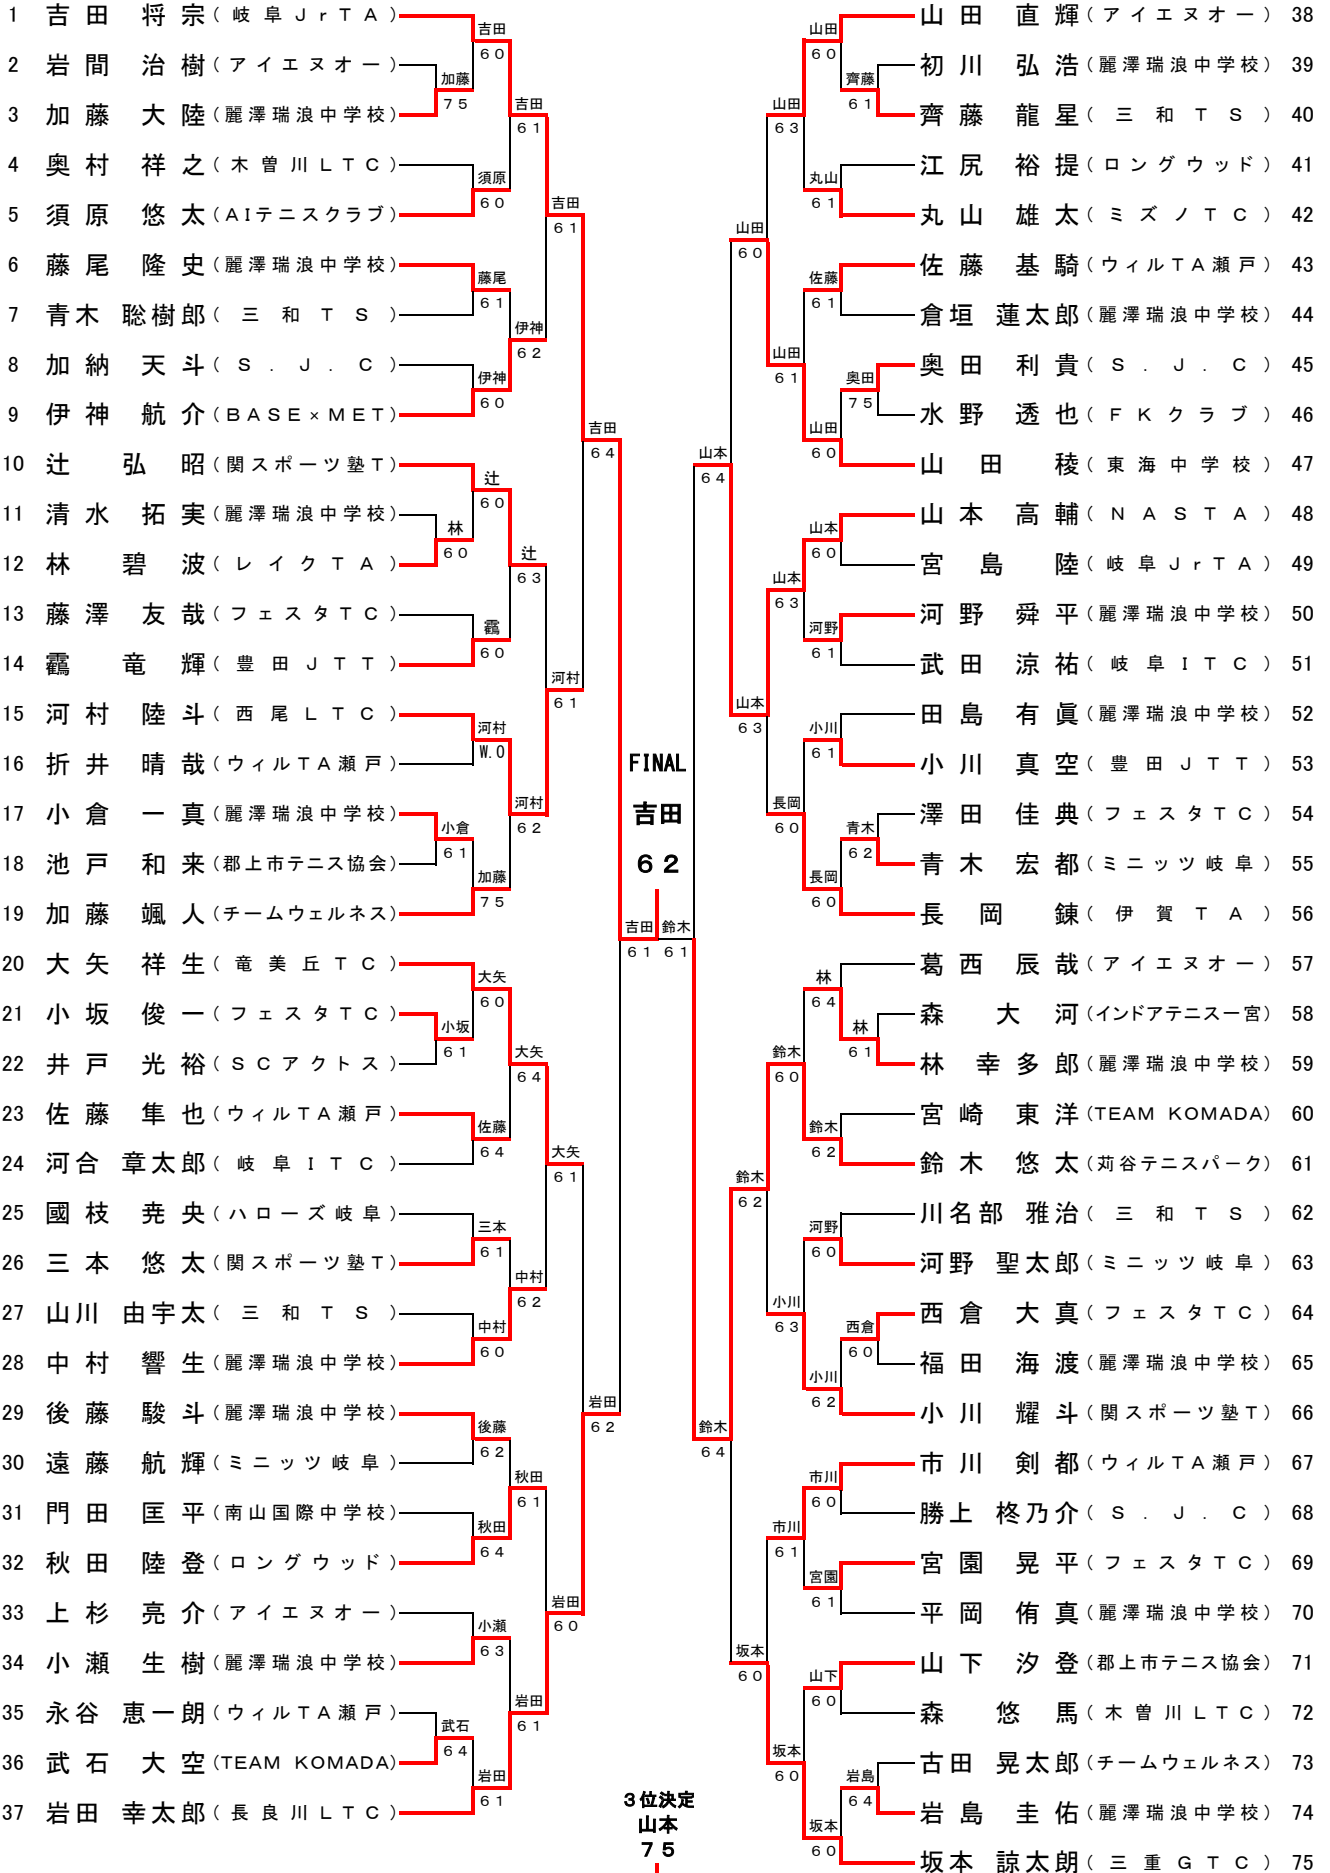 1 吉田 将宗 (岐阜JrTA)
2 岩間 治樹 (アイエヌオー)
3 加藤 大陸 (麗澤瑞浪中学校)
4 奥村 祥之 (木曽川LTC)
5 須原 悠太 (AIテニスクラブ)
6 藤尾 隆史 (麗澤瑞浪中学校)
7 青木 聡樹郎 (三和TS)
8 加納 天斗 (S.J.C)
9 伊神 航介 (BASE×MET)
10 辻 弘昭 (関スポーツ塾T)
11 清水 拓実 (麗澤瑞浪中学校)
12 林 碧波 (レイクTA)
13 藤澤 友哉 (フェスタTC)
14 靍 竜輝 (豊田JTT)
15 河村 陸斗 (西尾LTC)
16 折井 晴哉 (ウィルTA瀬戸)
17 小倉 一真 (麗澤瑞浪中学校)
18 池戸 和来 (郡上市テニス協会)
19 加藤 颯人 (チームウェルネス)
20 大矢 祥生 (竜美丘TC)
21 小坂 俊一 (フェスタTC)
22 井戸 光裕 (SCアクトス)
23 佐藤 隼也 (ウィルTA瀬戸)
24 河合 章太郎 (岐阜ITC)
25 國枝 尭央 (ハローズ岐阜)
26 三本 悠太 (関スポーツ塾T)
27 山川 由宇太 (三和TS)
28 中村 響生 (麗澤瑞浪中学校)
29 後藤 駿斗 (麗澤瑞浪中学校)
30 遠藤 航輝 (ミニッツ岐阜)
31 門田 匡平 (南山国際中学校)
32 秋田 陸登 (ロングウッド)
33 上杉 亮介 (アイエヌオー)
34 小瀬 生樹 (麗澤瑞浪中学校)
35 永谷 恵一朗 (ウィルTA瀬戸)
36 武石 大空 (TEAM KOMADA)
37 岩田 幸太郎 (長良川LTC)
加藤
75
林
60
小倉
61
小坂
61
武石
64
吉田
60
須原
60
藤尾
61
伊神
60
辻
60
靍
60
河村
W.0
加藤
75
大矢
60
佐藤
64
三本
61
中村
60
後藤
62
秋田
64
小瀬
63
岩田
61
吉田
61
伊神
62
辻
63
河村
62
大矢
64
中村
62
秋田
61
岩田
61
吉田
61
河村
61
大矢
61
岩田
60
吉田
64
岩田
62
吉田
61
FINAL
吉田
62
鈴木
61
3位決定
山本
75
山本
64
鈴木
64
山田
60
山本
63
鈴木
62
坂本
60
山田
63
山田
61
山本
63
長岡
60
鈴木
60
小川
63
市川
61
坂本
60
山田
60
丸山
61
佐藤
61
山田
60
山本
60
河野
61
小川
61
長岡
60
林
64
鈴木
62
河野
60
小川
62
市川
60
宮園
61
山下
60
坂本
60
齊藤
61
奥田
75
青木
62
林
61
西倉
60
岩島
64
山田 直輝 (アイエヌオー) 38
初川 弘浩 (麗澤瑞浪中学校) 39
齊藤 龍星 (三和TS) 40
江尻 裕提 (ロングウッド) 41
丸山 雄太 (ミズノTC) 42
佐藤 基騎 (ウィルTA瀬戸) 43
倉垣 蓮太郎 (麗澤瑞浪中学校) 44
奥田 利貴 (S.J.C) 45
水野 透也 (FKクラブ) 46
山田 稜 (東海中学校) 47
山本 高輔 (NASTA) 48
宮島 陸 (岐阜JrTA) 49
河野 舜平 (麗澤瑞浪中学校) 50
武田 涼祐 (岐阜ITC) 51
田島 有眞 (麗澤瑞浪中学校) 52
小川 真空 (豊田JTT) 53
澤田 佳典 (フェスタTC) 54
青木 宏都 (ミニッツ岐阜) 55
長岡 錬 (伊賀TA) 56
葛西 辰哉 (アイエヌオー) 57
森 大河 (インドアテニス一宮) 58
林 幸多郎 (麗澤瑞浪中学校) 59
宮崎 東洋 (TEAM KOMADA) 60
鈴木 悠太 (苅谷テニスパーク) 61
川名部 雅治 (三和TS) 62
河野 聖太郎 (ミニッツ岐阜) 63
西倉 大真 (フェスタTC) 64
福田 海渡 (麗澤瑞浪中学校) 65
小川 耀斗 (関スポーツ塾T) 66
市川 剣都 (ウィルTA瀬戸) 67
勝上 柊乃介 (S.J.C) 68
宮園 晃平 (フェスタTC) 69
平岡 侑真 (麗澤瑞浪中学校) 70
山下 汐登 (郡上市テニス協会) 71
森 悠馬 (木曽川LTC) 72
古田 晃太郎 (チームウェルネス) 73
岩島 圭佑 (麗澤瑞浪中学校) 74
坂本 諒太朗 (三重GTC) 75